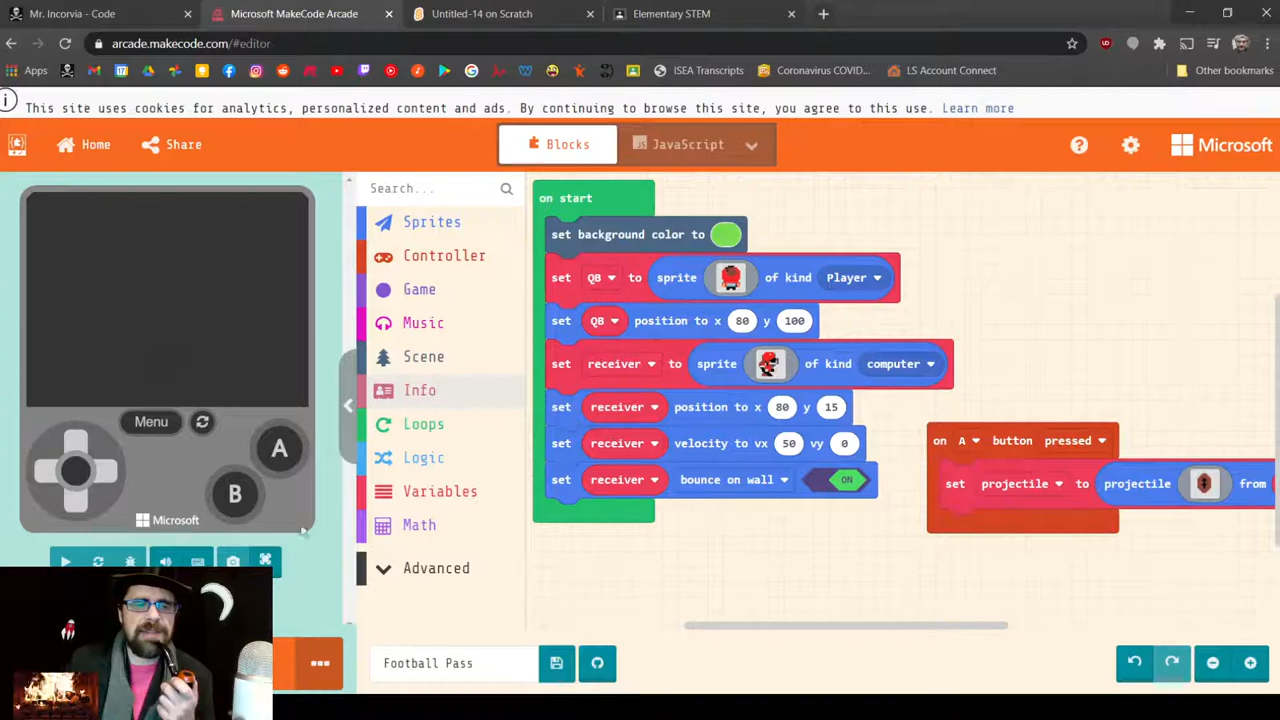 Mr. Incorvia - Code
Microsoft MakeCode Arcade
Untitled-14 on Scratch
Elementary STEM
arcade.makecode.com/#editor
Apps
ISEA Transcripts
Coronavirus COVID...
LS Account Connect
Other bookmarks
This site uses cookies for analytics, personalized content and ads. By continuing to browse this site, you agree to this use. Learn more
Home
Share
Blocks
JavaScript
Microsoft
Search...
Sprites
Controller
Game
Music
Scene
Info
Loops
Logic
Variables
Math
Advanced
Menu
A
B
Microsoft
on start
set background color to
set QB to sprite of kind Player
set QB position to x 80 y 100
set receiver to sprite of kind computer
set receiver position to x 80 y 15
set receiver velocity to vx 50 vy 0
set receiver bounce on wall ON
on A button pressed
set projectile to projectile from
Football Pass